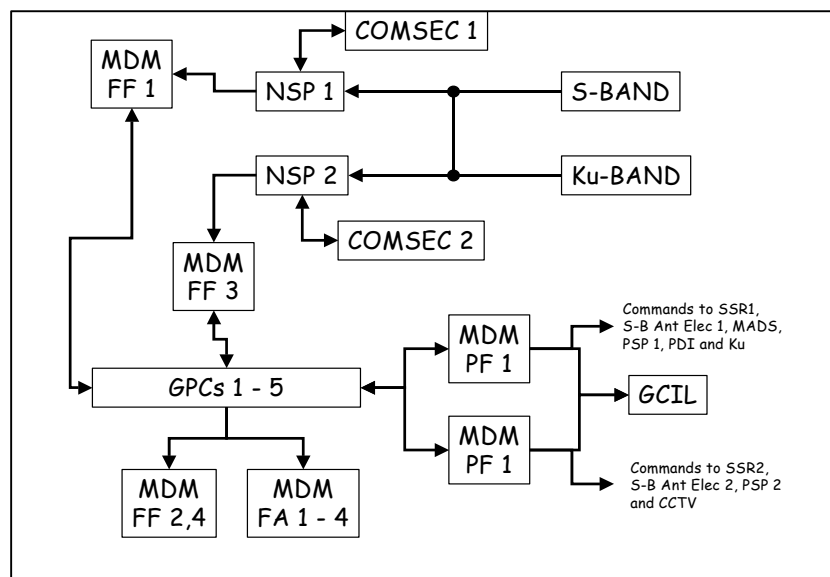 COMSEC 1
MDM
FF 1
NSP 1
S-BAND
NSP 2
Ku-BAND
COMSEC 2
MDM
FF 3
Commands to SSR1,
S-B Ant Elec 1, MADS,
PSP 1, PDI and Ku
MDM
PF 1
GPCs 1 - 5
GCIL
MDM
PF 1
Commands to SSR2,
S-B Ant Elec 2, PSP 2
and CCTV
MDM
FF 2,4
MDM
FA 1 - 4